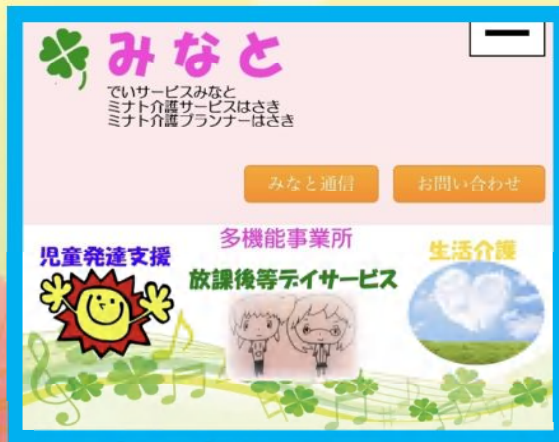 みなと
でいサービスみなと
ミナト介護サービスはさき
ミナト介護プランナーはさき
みなと通信
お問い合わせ
多機能事業所
児童発達支援
生活介護
放課後等デイサービス